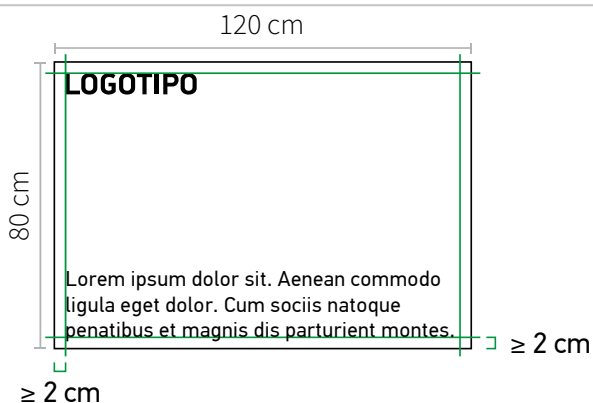 120 cm
LOGOTIPO
80 cm
Lorem ipsum dolor sit. Aenean commodo
ligula eget dolor. Cum sociis natoque
penatibus et magnis dis parturient montes.
≥ 2 cm
≥ 2 cm